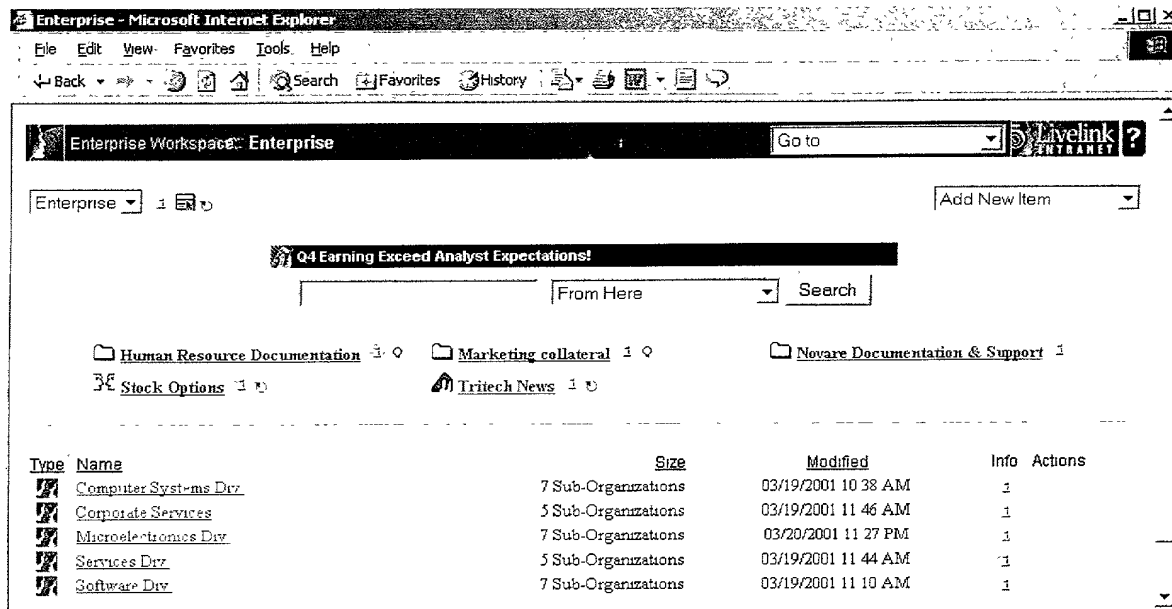 Enterprise - Microsoft Internet Explorer
File Edit View Favorites Tools Help
Back Search Favorites History
Enterprise Workspace: Enterprise Go to Livelink INTRANET ?
Enterprise Add New Item
Q4 Earning Exceed Analyst Expectations!
From Here Search
Human Resource Documentation Marketing collateral Novare Documentation & Support
Stock Options Tritech News
Type Name Size Modified Info Actions
Computer Systems Div 7 Sub-Organizations 03/19/2001 10 38 AM
Corporate Services 5 Sub-Organizations 03/19/2001 11 46 AM
Microelectronics Div 7 Sub-Organizations 03/20/2001 11 27 PM
Services Div 5 Sub-Organizations 03/19/2001 11 44 AM
Software Div 7 Sub-Organizations 03/19/2001 11 10 AM